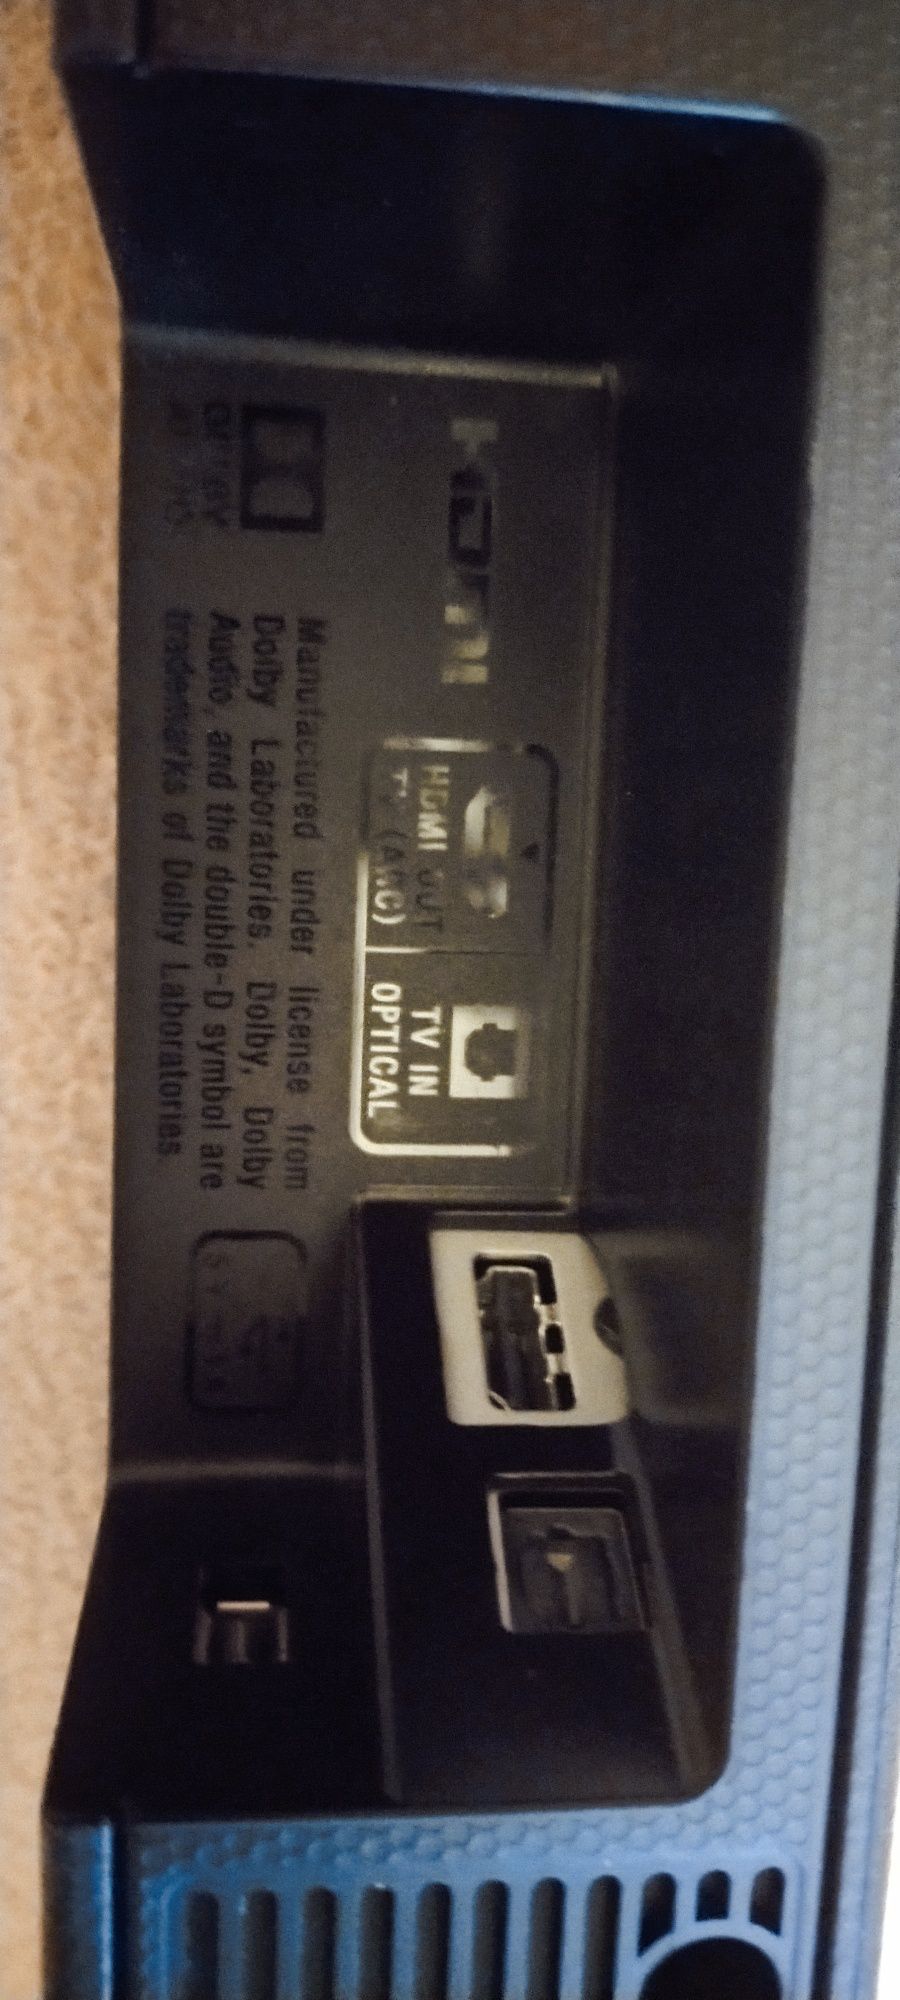 HDMI
HDMI OUT
TV (ARC)
TV IN
OPTICAL
Manufactured under license from
Dolby Laboratories. Dolby, Dolby
Audio, and the double-D symbol are
trademarks of Dolby Laboratories.